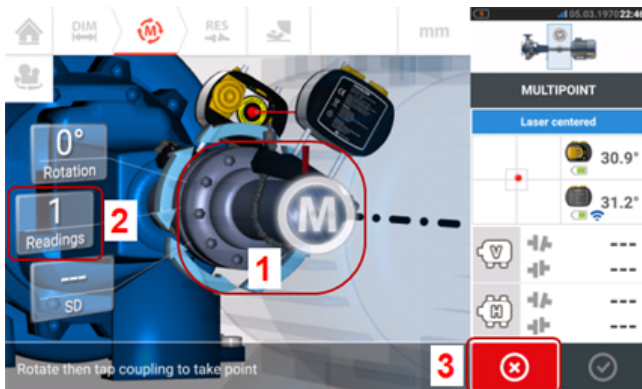 DIM
M
RES
mm
05.03.1970 22:46
MULTIPOINT
Laser centered
0°
Rotation
30.9°
1
Readings
2
M
31.2°
1
---
SD
V
---
---
H
---
---
Rotate then tap coupling to take point
3